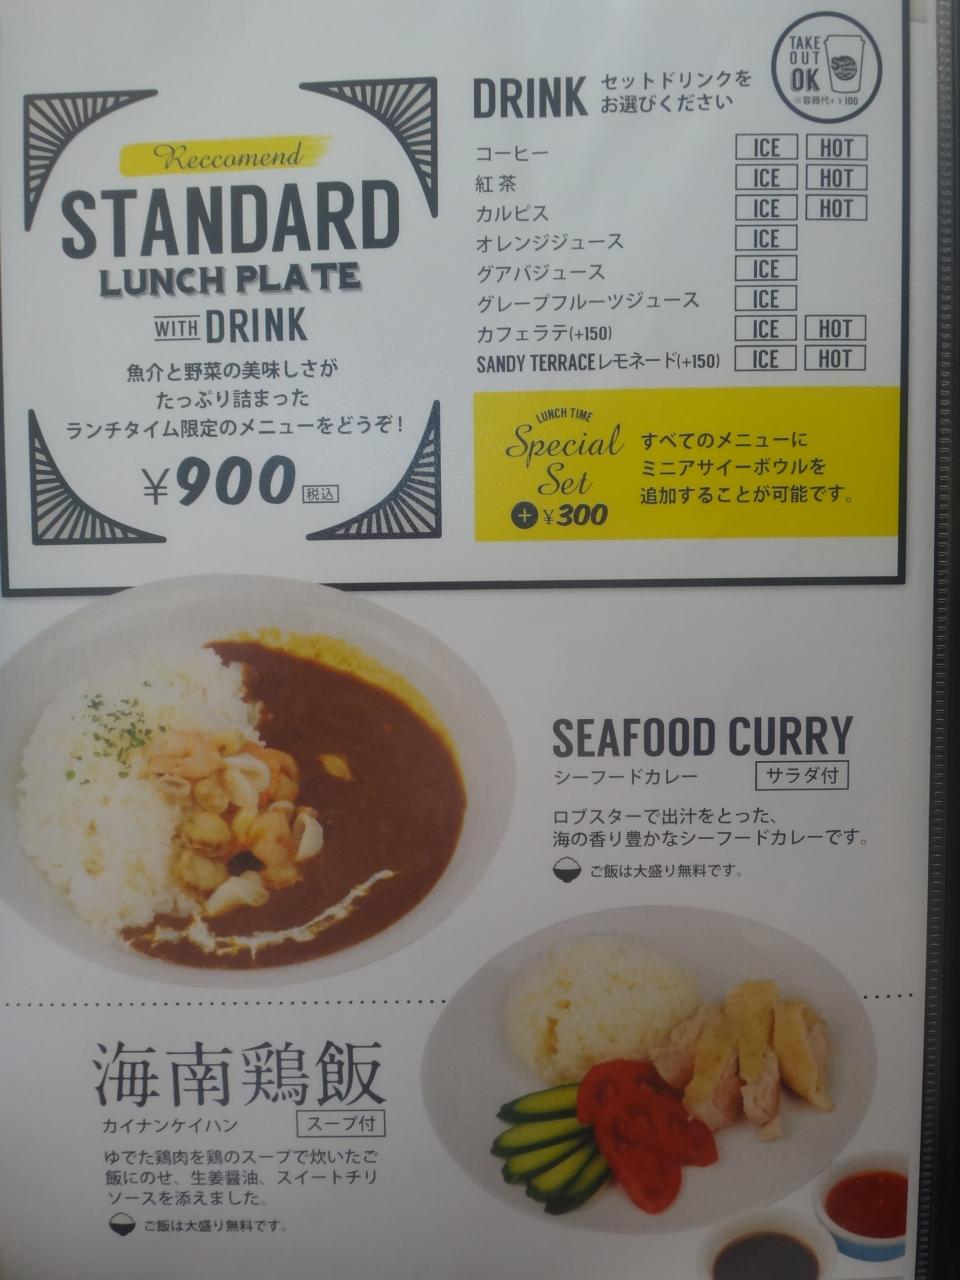 Reccomend
STANDARD
LUNCH PLATE
WITH DRINK
魚介と野菜の美味しさが
たっぷり詰まった
ランチタイム限定のメニューをどうぞ!
¥900 税込
DRINK セットドリンクを
お選びください
TAKE
OUT
OK
※容器代+¥100
コーヒー ICE HOT
紅茶 ICE HOT
カルピス ICE HOT
オレンジジュース ICE
グアバジュース ICE
グレープフルーツジュース ICE
カフェラテ(+150) ICE HOT
SANDY TERRACEレモネード(+150) ICE HOT
LUNCH TIME
Special
Set
+¥300
すべてのメニューに
ミニアサイーボウルを
追加することが可能です。
SEAFOOD CURRY
シーフードカレー サラダ付
ロブスターで出汁をとった、
海の香り豊かなシーフードカレーです。
ご飯は大盛り無料です。
海南鶏飯
カイナンケイハン スープ付
ゆでた鶏肉を鶏のスープで炊いたご
飯にのせ、生姜醤油、スイートチリ
ソースを添えました。
ご飯は大盛り無料です。